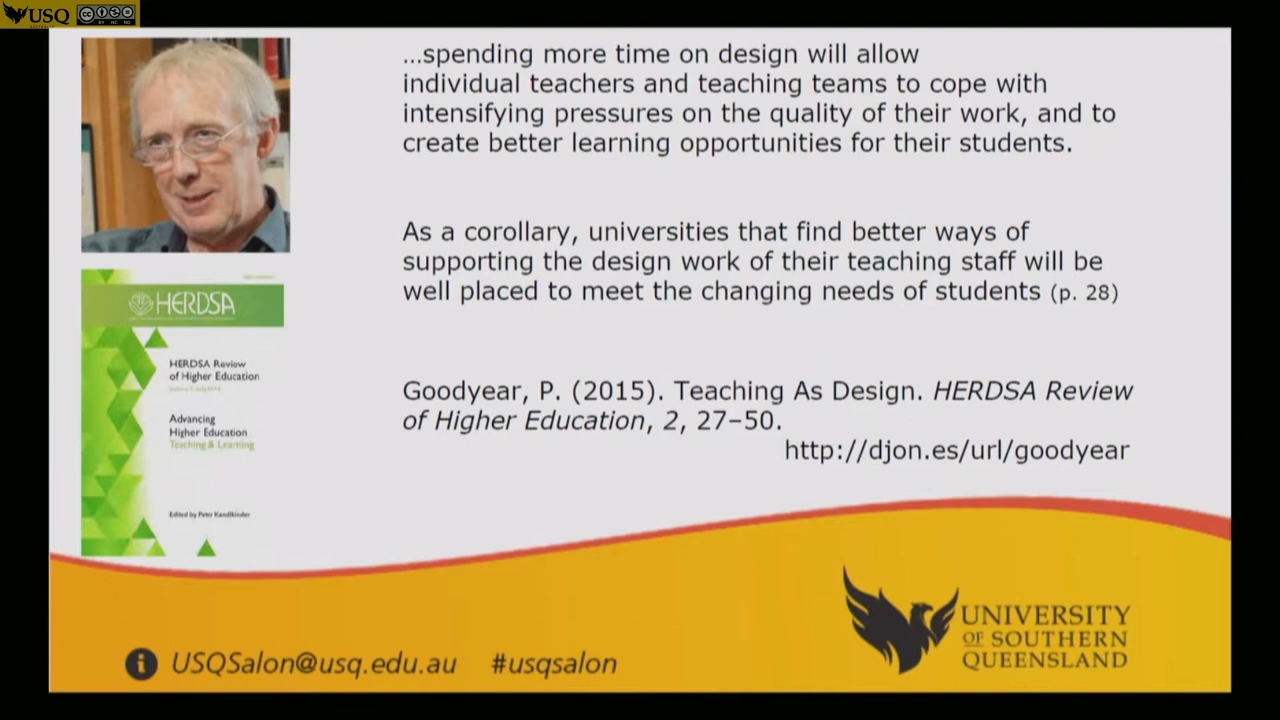 USQ
BY NC ND
...spending more time on design will allow
individual teachers and teaching teams to cope with
intensifying pressures on the quality of their work, and to
create better learning opportunities for their students.
As a corollary, universities that find better ways of
supporting the design work of their teaching staff will be
well placed to meet the changing needs of students (p. 28)
HERDSA
HERDSA Review
of Higher Education
Advancing
Higher Education
Teaching & Learning
Edited by Peter Kandlbinder
Goodyear, P. (2015). Teaching As Design. HERDSA Review
of Higher Education, 2, 27–50.
http://djon.es/url/goodyear
USQSalon@usq.edu.au #usqsalon
UNIVERSITY
OF SOUTHERN
QUEENSLAND